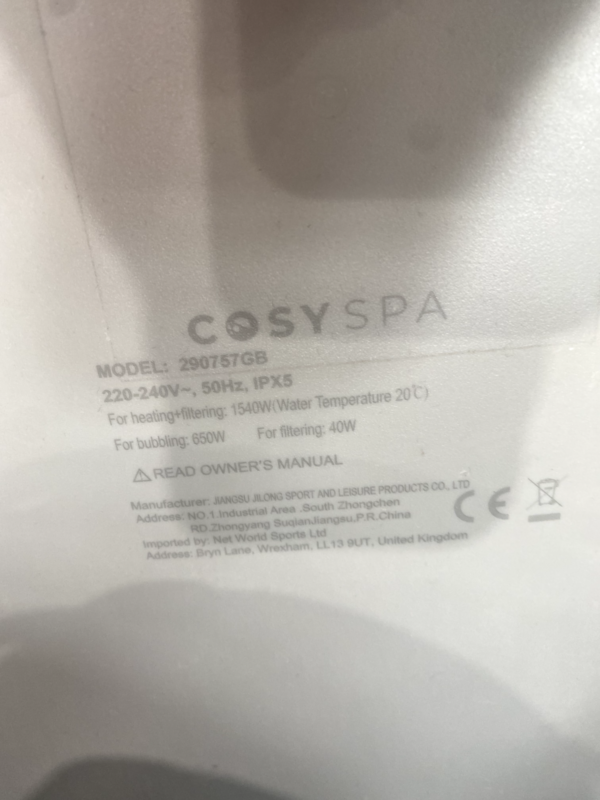 COSY SPA
MODEL: 290757GB
220-240V~, 50Hz, IPX5
For heating+filtering: 1540W(Water Temperature 20℃)
For bubbling: 650W For filtering: 40W
⚠READ OWNER'S MANUAL
Manufacturer: JIANGSU JILONG SPORT AND LEISURE PRODUCTS CO., LTD
Address: NO.1.Industrial Area .South Zhongchen
RD.Zhongyang SuqianJiangsu,P.R.China
Imported by: Net World Sports Ltd
Address: Bryn Lane, Wrexham, LL13 9UT, United Kingdom
CE